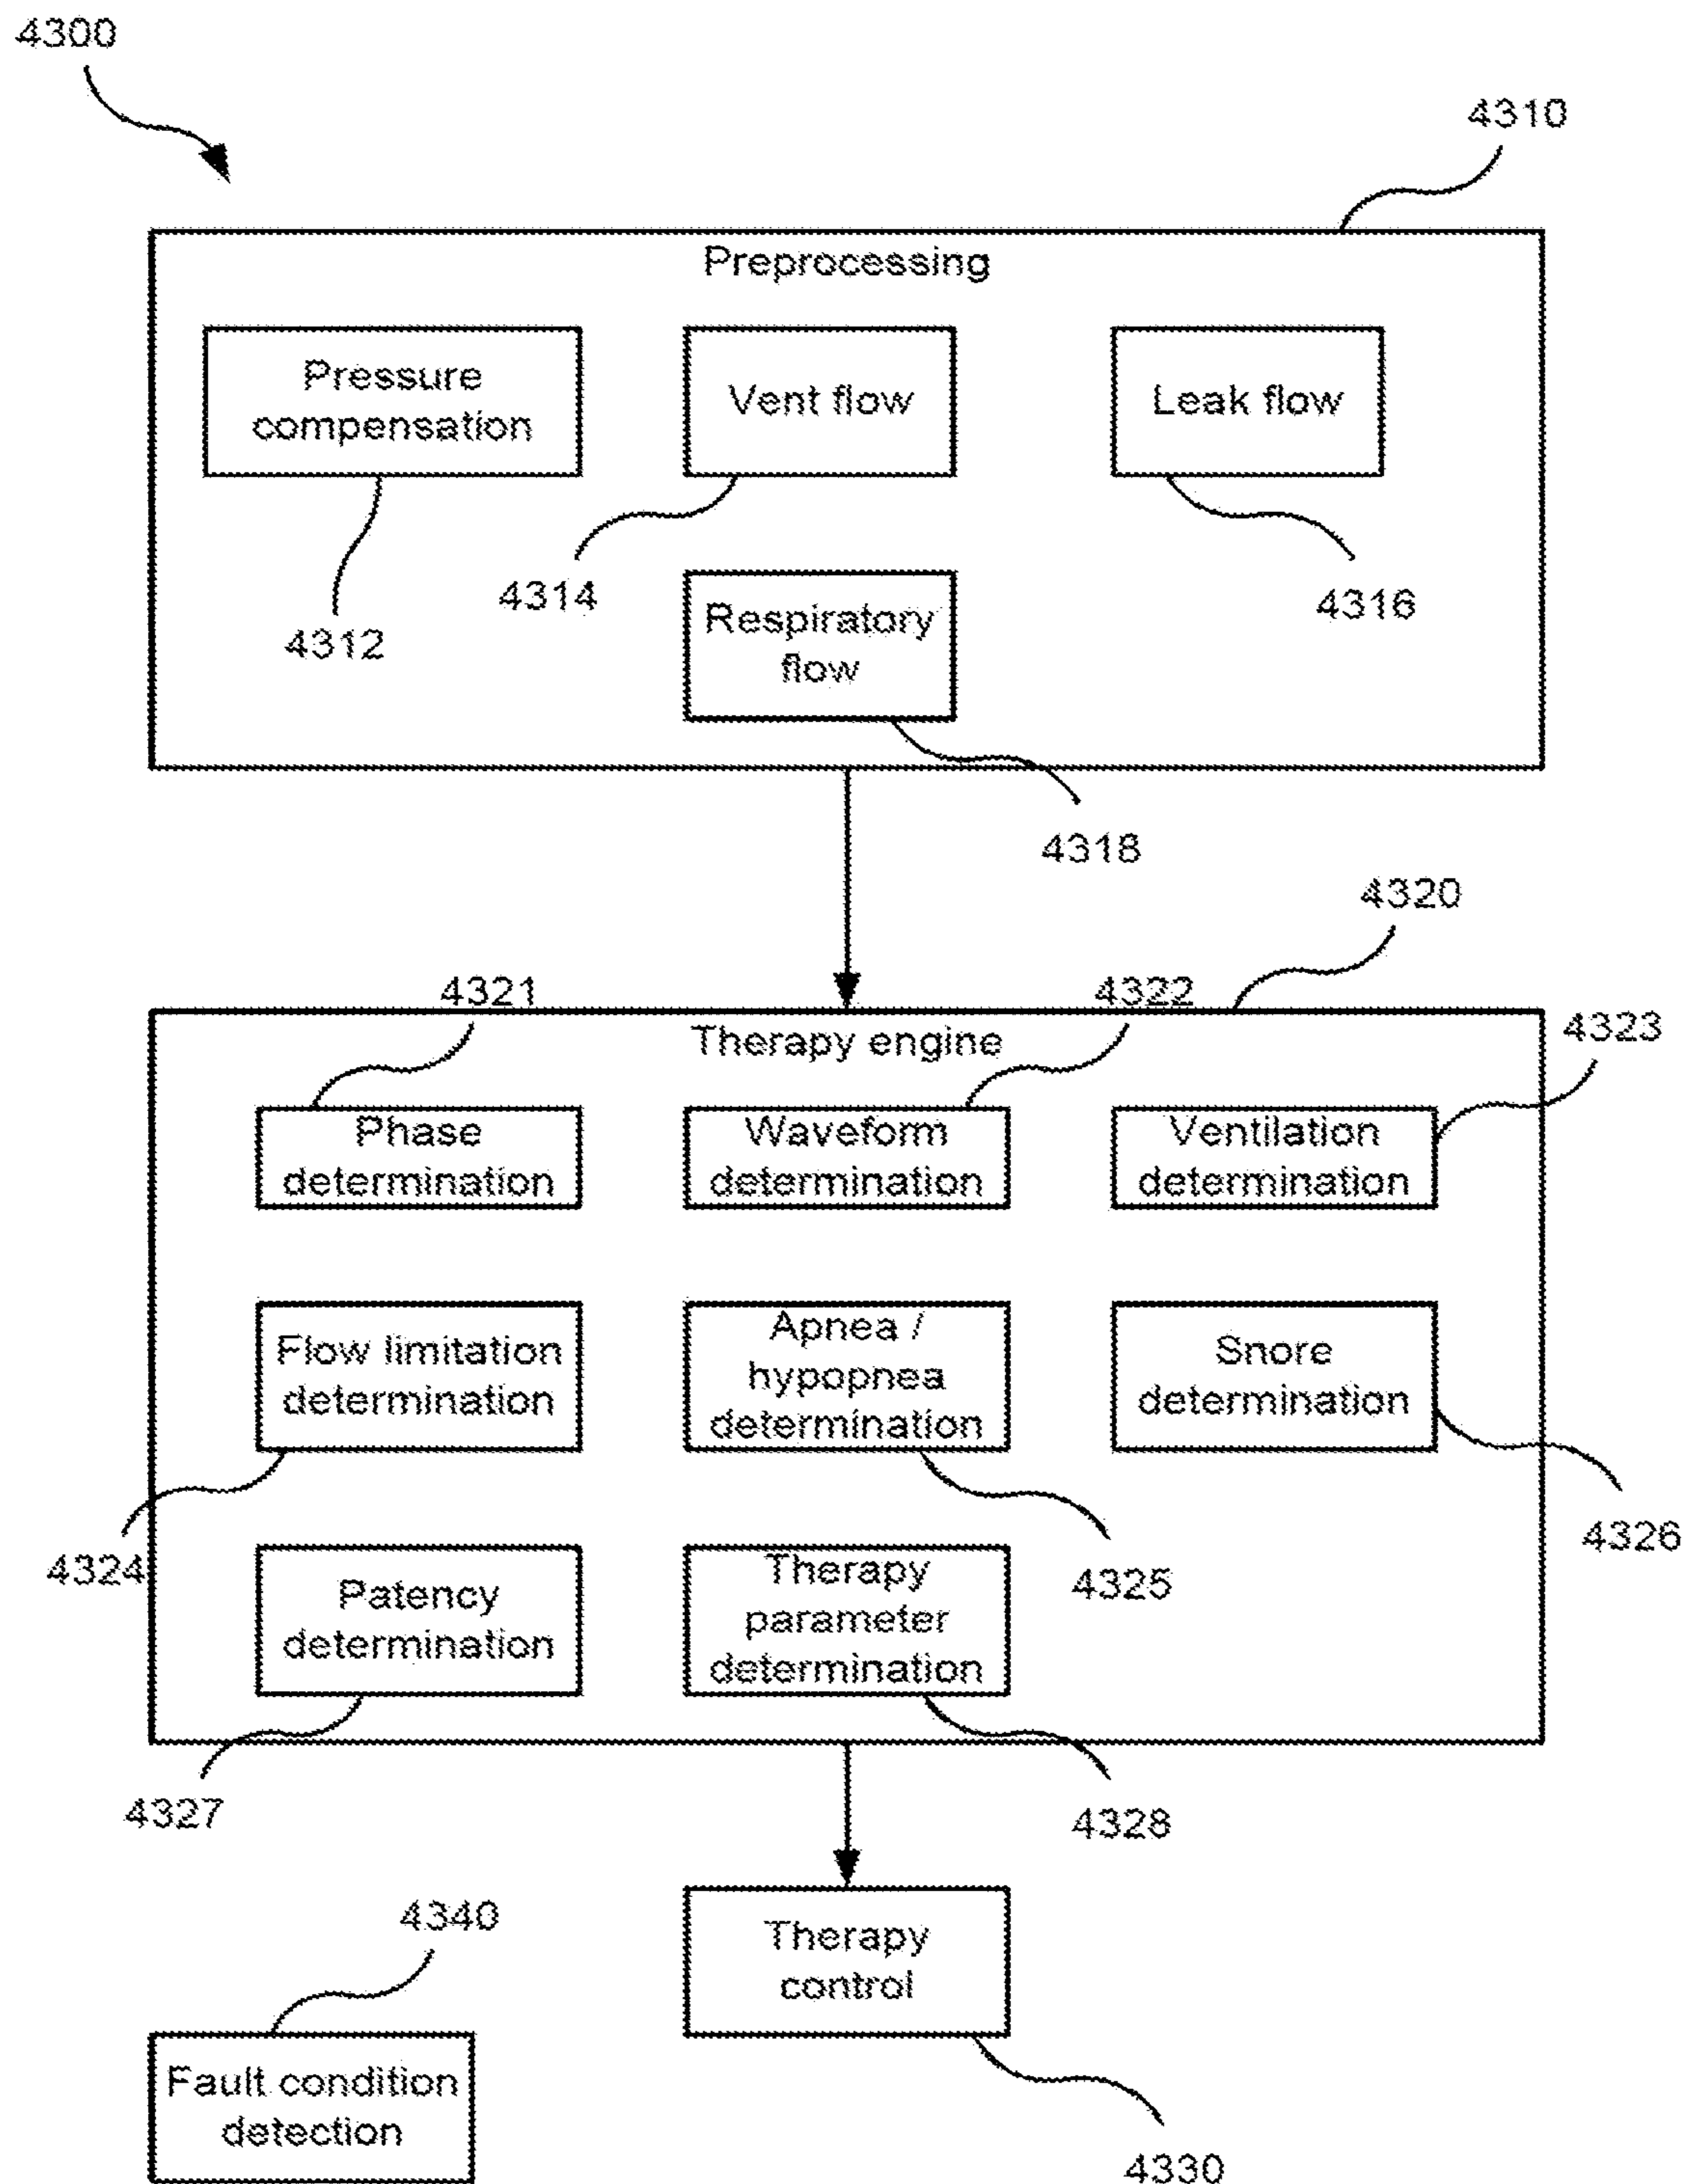 4300
4310
Preprocessing
Pressure
compensation
Vent flow
Leak flow
4312
4314
4316
Respiratory
flow
4318
4320
4321
4322
4323
Therapy engine
Phase
determination
Waveform
determination
Ventilation
determination
Flow limitation
determination
Apnea /
hypopnea
determination
Snore
determination
4324
4325
4326
Patency
determination
Therapy
parameter
determination
4327
4328
4340
Therapy
control
Fault condition
detection
4330